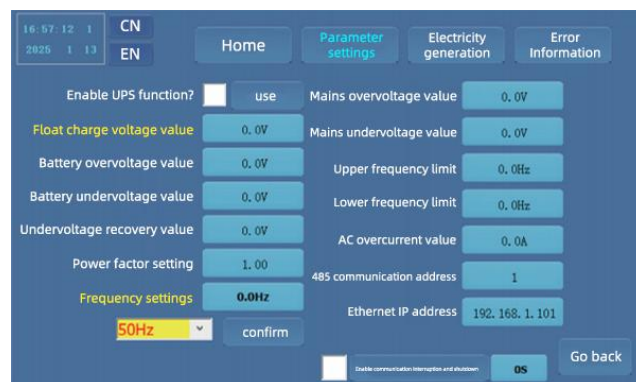 16:57:12 1
2025 1 13
CN
EN
Home
Parameter settings
Electricity generation
Error Information
Enable UPS function?
use
Float charge voltage value
0.0V
Battery overvoltage value
0.0V
Battery undervoltage value
0.0V
Undervoltage recovery value
0.0V
Power factor setting
1.00
Frequency settings
0.0Hz
50Hz
confirm
Mains overvoltage value
0.0V
Mains undervoltage value
0.0V
Upper frequency limit
0.0Hz
Lower frequency limit
0.0Hz
AC overcurrent value
0.0A
485 communication address
1
Ethernet IP address
192.168.1.101
Enable communication interruption and shutdown
0S
Go back